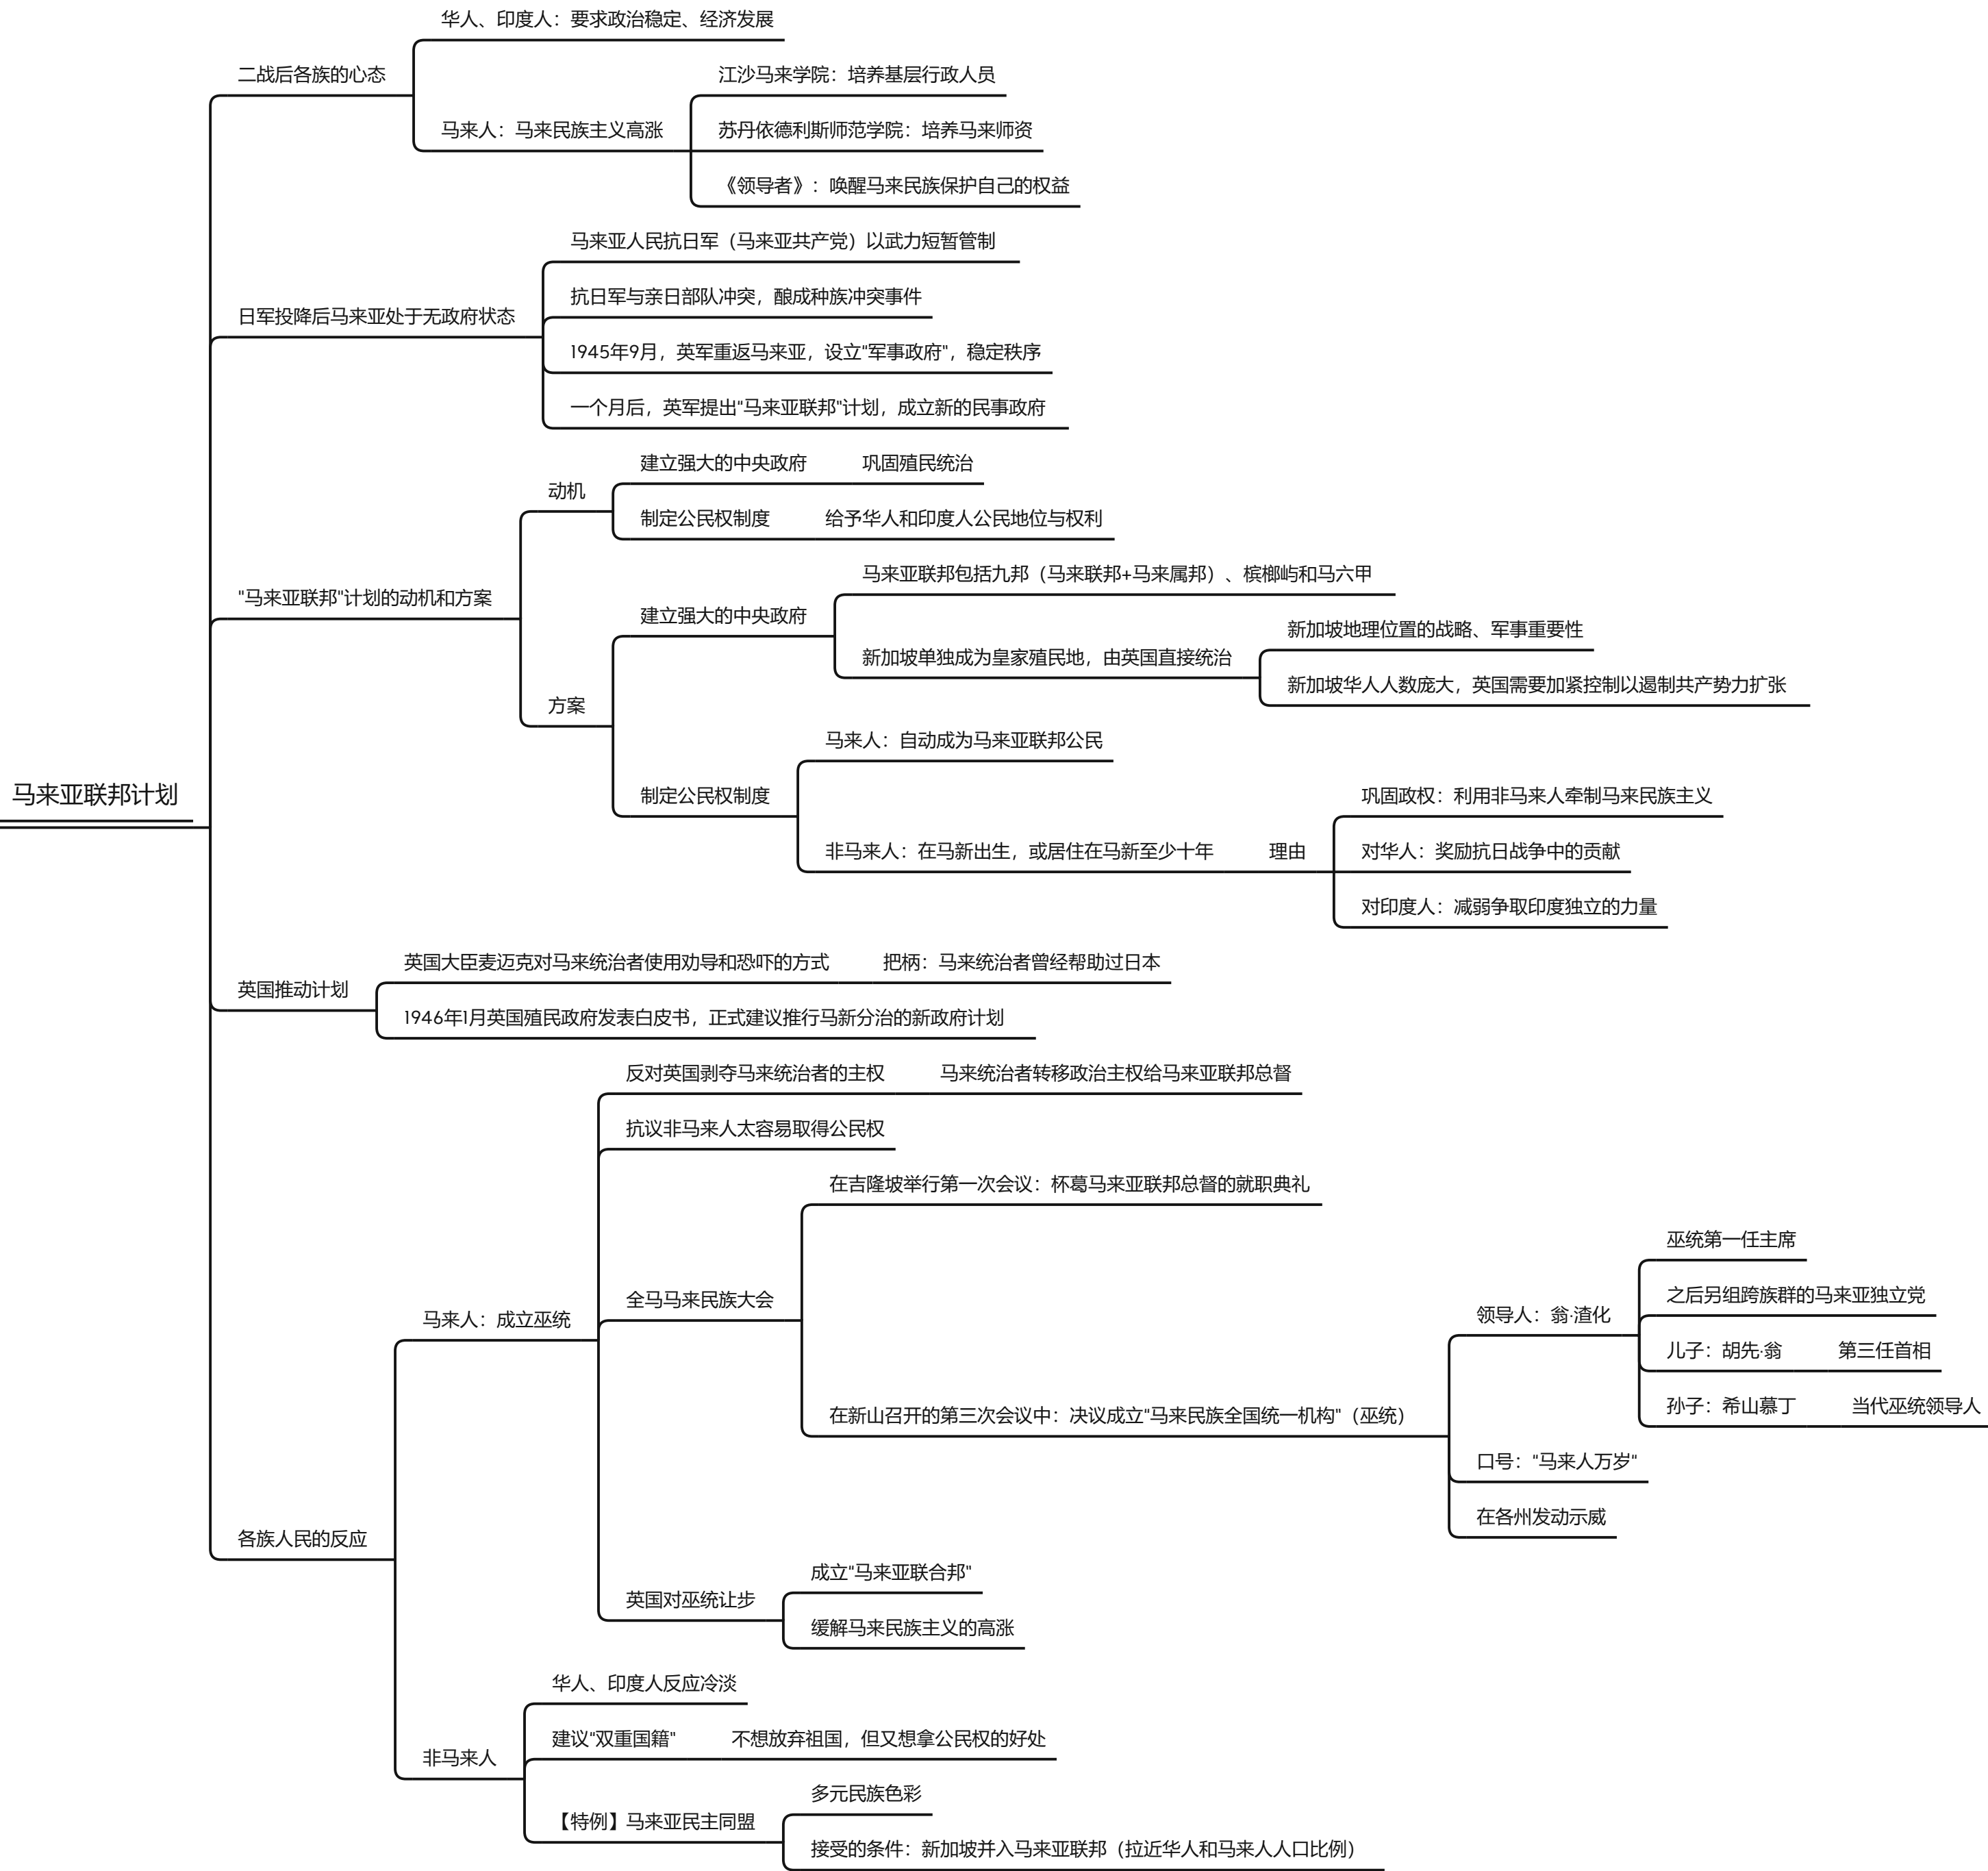 马来亚联邦计划
二战后各族的心态
华人、印度人：要求政治稳定、经济发展
马来人：马来民族主义高涨
江沙马来学院：培养基层行政人员
苏丹依德利斯师范学院：培养马来师资
《领导者》：唤醒马来民族保护自己的权益
日军投降后马来亚处于无政府状态
马来亚人民抗日军（马来亚共产党）以武力短暂管制
抗日军与亲日部队冲突，酿成种族冲突事件
1945年9月，英军重返马来亚，设立"军事政府"，稳定秩序
一个月后，英军提出"马来亚联邦"计划，成立新的民事政府
"马来亚联邦"计划的动机和方案
动机
建立强大的中央政府
巩固殖民统治
制定公民权制度
给予华人和印度人公民地位与权利
方案
建立强大的中央政府
马来亚联邦包括九邦（马来联邦+马来属邦）、槟榔屿和马六甲
新加坡单独成为皇家殖民地，由英国直接统治
新加坡地理位置的战略、军事重要性
新加坡华人人数庞大，英国需要加紧控制以遏制共产势力扩张
制定公民权制度
马来人：自动成为马来亚联邦公民
非马来人：在马新出生，或居住在马新至少十年
理由
巩固政权：利用非马来人牵制马来民族主义
对华人：奖励抗日战争中的贡献
对印度人：减弱争取印度独立的力量
英国推动计划
英国大臣麦迈克对马来统治者使用劝导和恐吓的方式
把柄：马来统治者曾经帮助过日本
1946年1月英国殖民政府发表白皮书，正式建议推行马新分治的新政府计划
各族人民的反应
马来人：成立巫统
反对英国剥夺马来统治者的主权
马来统治者转移政治主权给马来亚联邦总督
抗议非马来人太容易取得公民权
全马马来民族大会
在吉隆坡举行第一次会议：杯葛马来亚联邦总督的就职典礼
在新山召开的第三次会议中：决议成立"马来民族全国统一机构"（巫统）
领导人：翁·渣化
巫统第一任主席
之后另组跨族群的马来亚独立党
儿子：胡先·翁
第三任首相
孙子：希山慕丁
当代巫统领导人
口号："马来人万岁"
在各州发动示威
英国对巫统让步
成立"马来亚联合邦"
缓解马来民族主义的高涨
非马来人
华人、印度人反应冷淡
建议"双重国籍"
不想放弃祖国，但又想拿公民权的好处
【特例】马来亚民主同盟
多元民族色彩
接受的条件：新加坡并入马来亚联邦（拉近华人和马来人人口比例）